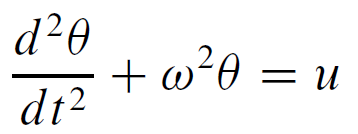 d²θ/dt² + ω²θ = u